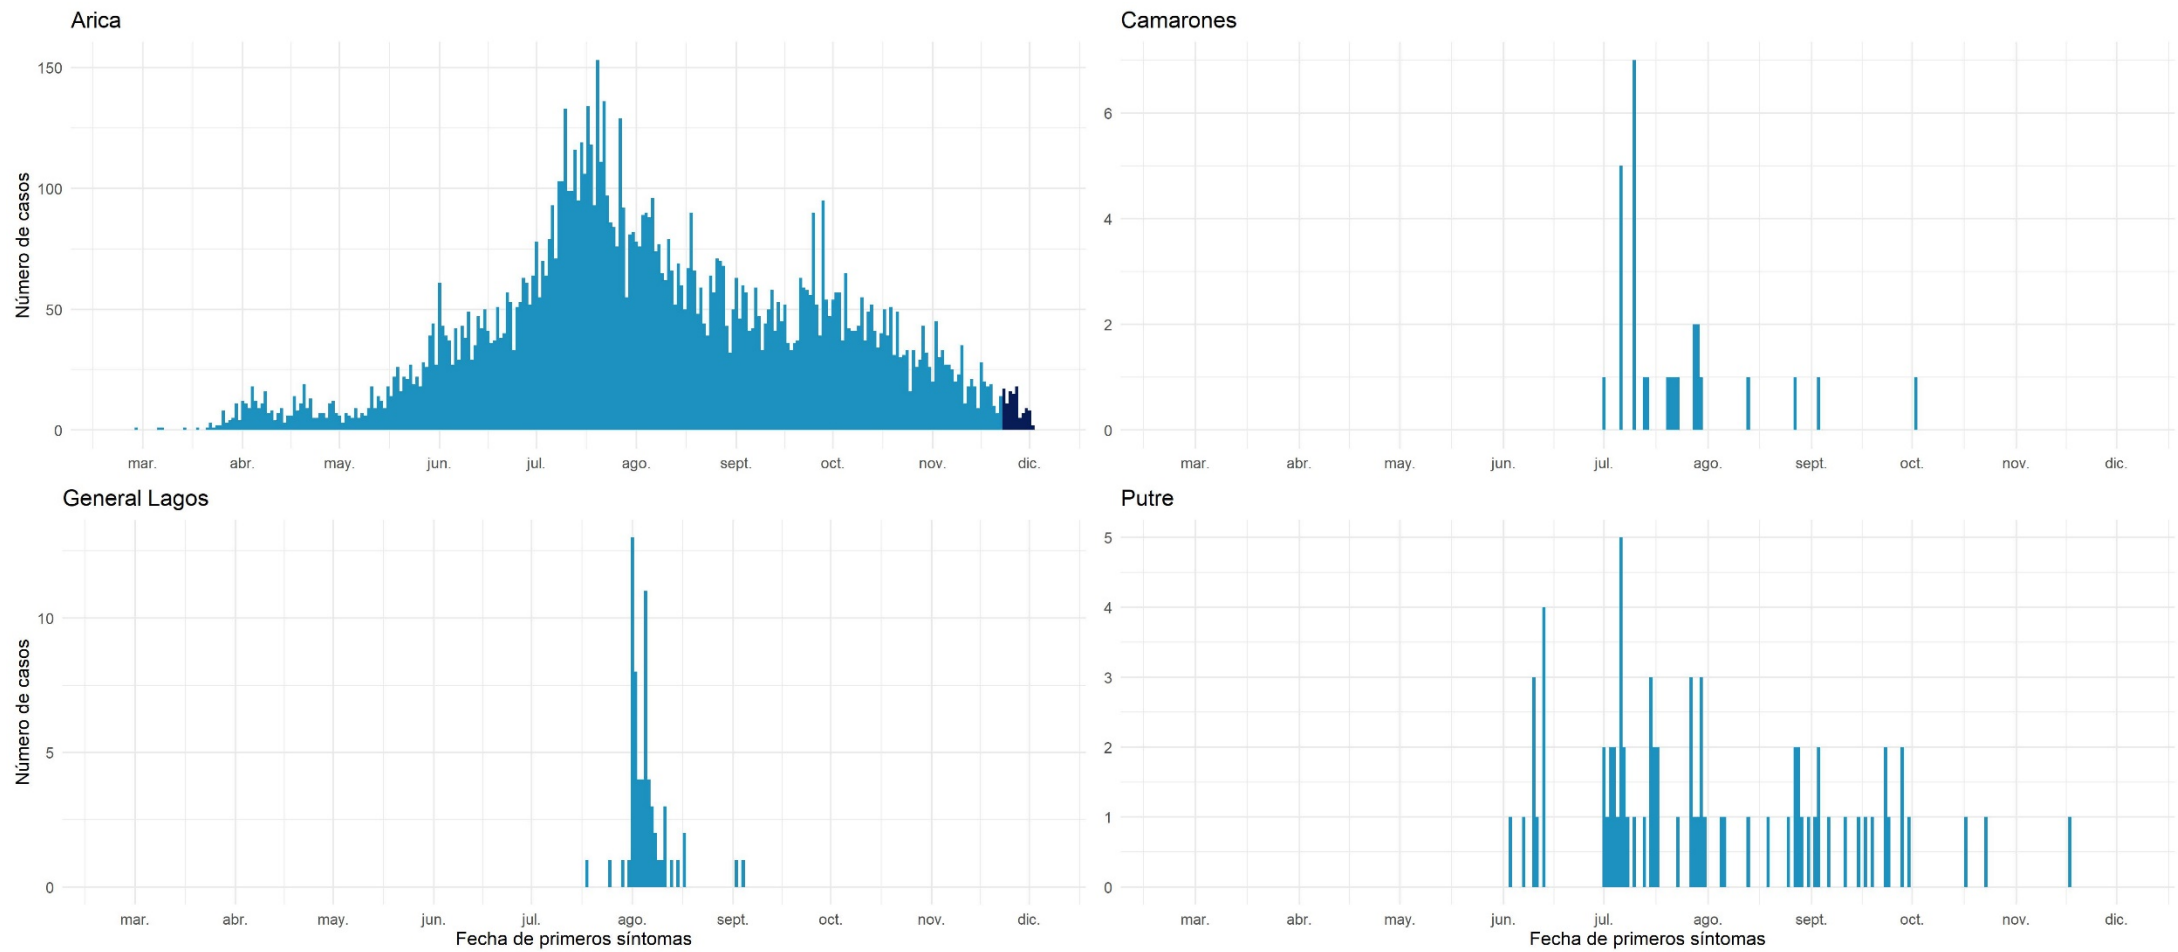 Arica
Número de casos
150
100
50
0
mar. abr. may. jun. jul. ago. sept. oct. nov. dic.
Camarones
6
4
2
0
mar. abr. may. jun. jul. ago. sept. oct. nov. dic.
General Lagos
Número de casos
10
5
0
mar. abr. may. jun. jul. ago. sept. oct. nov. dic.
Fecha de primeros síntomas
Putre
5
4
3
2
1
0
mar. abr. may. jun. jul. ago. sept. oct. nov. dic.
Fecha de primeros síntomas